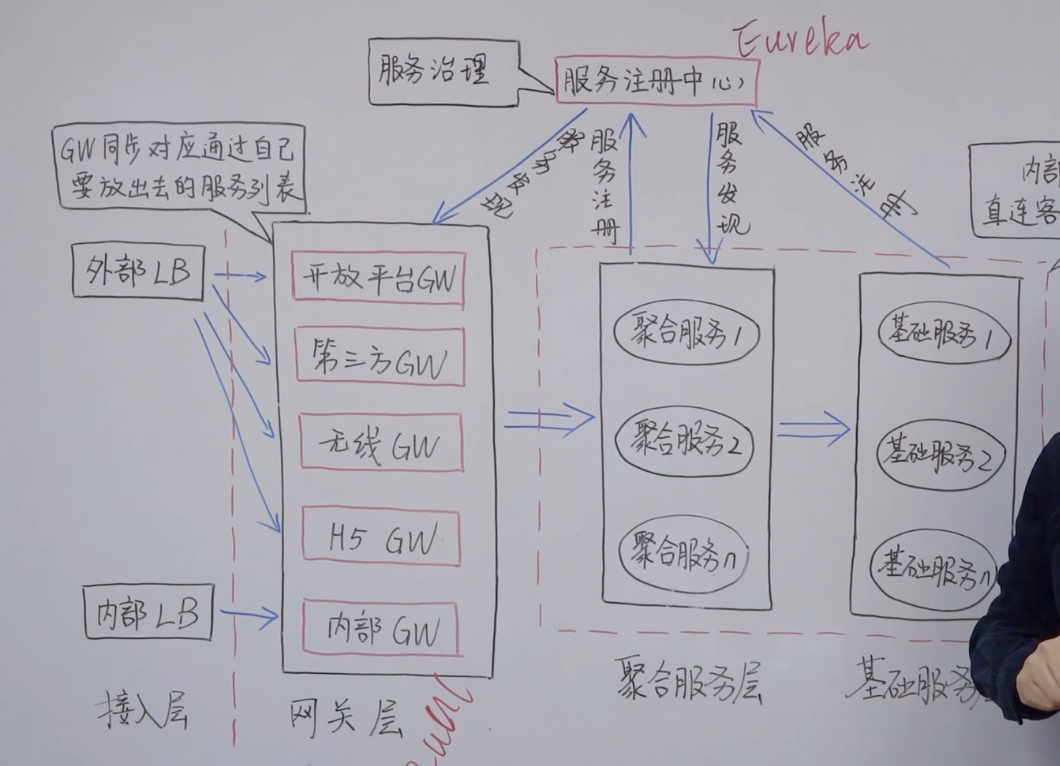 Eureka
服务治理
服务注册中心
GW同步对应通过自己
要放出去的服务列表
服务发现
服务注册
服务发现
服务注册
内部
直连客
外部LB
开放平台GW
第三方GW
无线GW
H5 GW
内部LB
内部GW
聚合服务1
聚合服务2
聚合服务n
基础服务1
基础服务2
基础服务n
接入层
网关层
聚合服务层
基础服务